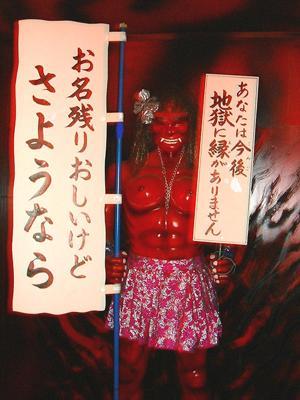 お名残りおしいけど
さようなら
あなたは今後
地獄に縁がありません